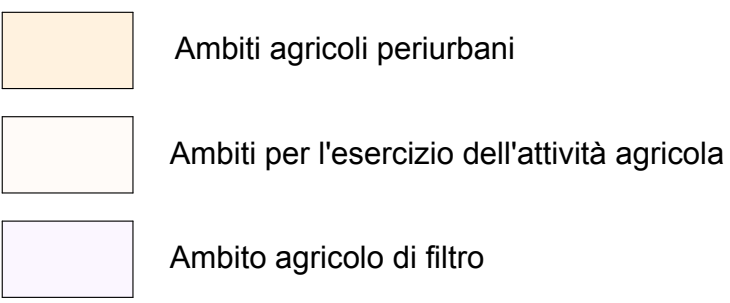 Ambiti agricoli periurbani
Ambiti per l'esercizio dell'attività agricola
Ambito agricolo di filtro